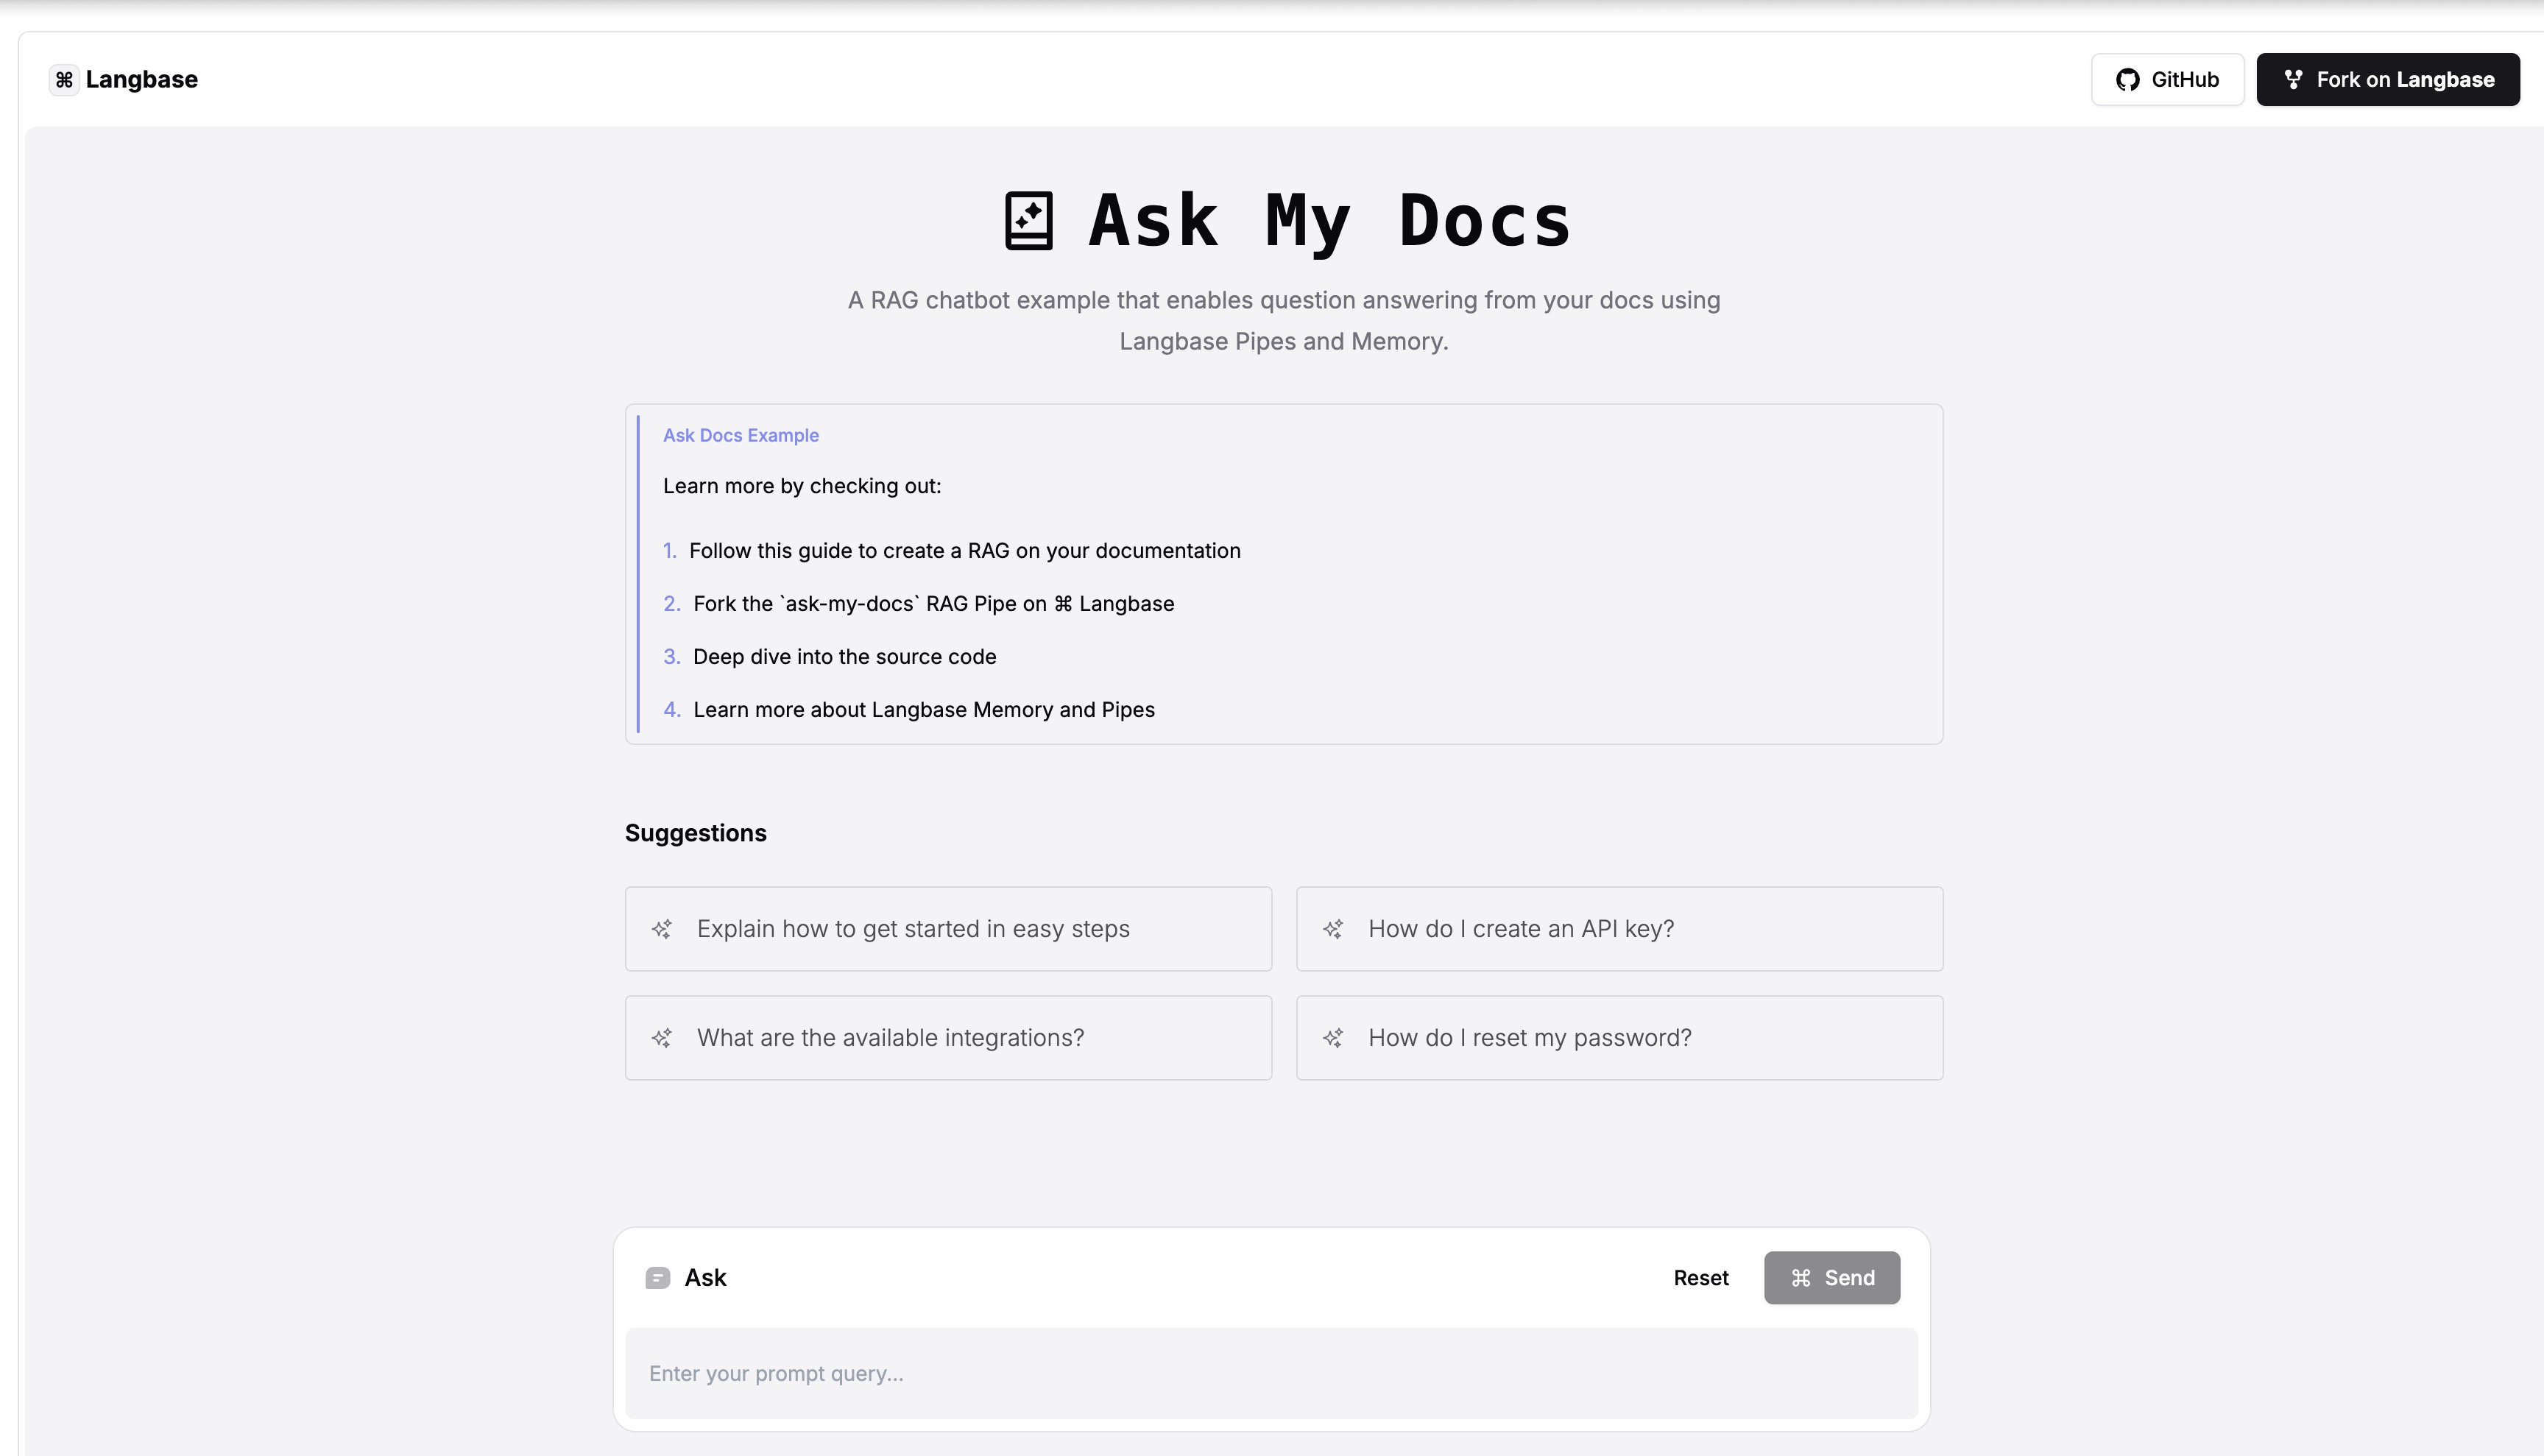 ⌘ Langbase
GitHub
Fork on Langbase
Ask My Docs
A RAG chatbot example that enables question answering from your docs using
Langbase Pipes and Memory.
Ask Docs Example
Learn more by checking out:
1. Follow this guide to create a RAG on your documentation
2. Fork the `ask-my-docs` RAG Pipe on ⌘ Langbase
3. Deep dive into the source code
4. Learn more about Langbase Memory and Pipes
Suggestions
Explain how to get started in easy steps
How do I create an API key?
What are the available integrations?
How do I reset my password?
Ask
Reset
⌘ Send
Enter your prompt query...